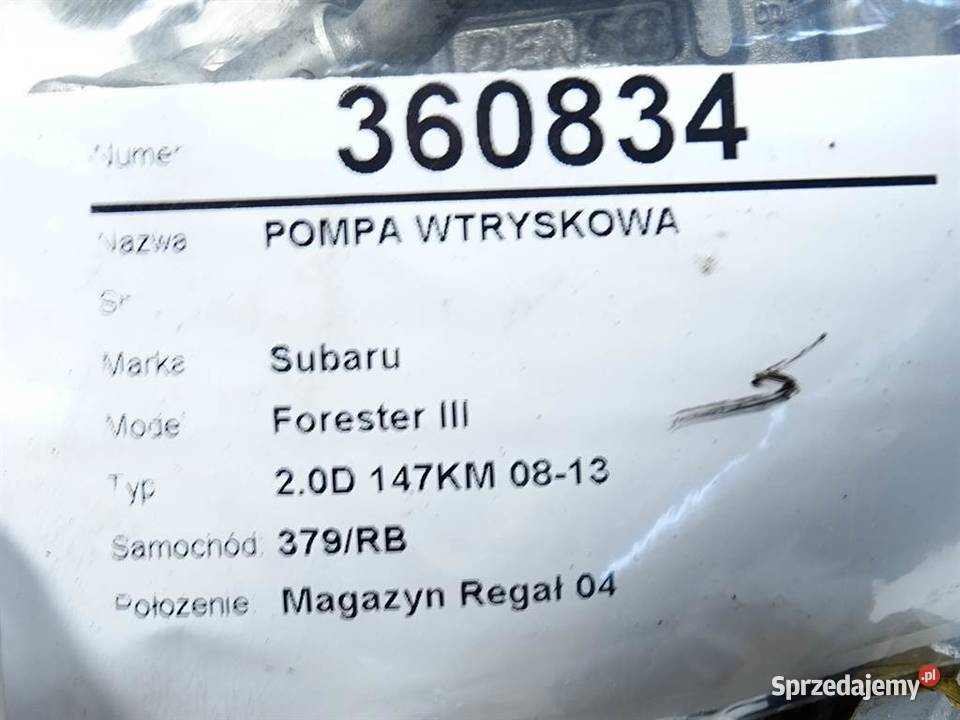 DENSO
Numer 360834
Nazwa POMPA WTRYSKOWA
Sr
Marka Subaru
Model Forester III
Typ 2.0D 147KM 08-13
Samochód: 379/RB
Położenie Magazyn Regał 04
Sprzedajemy.pl